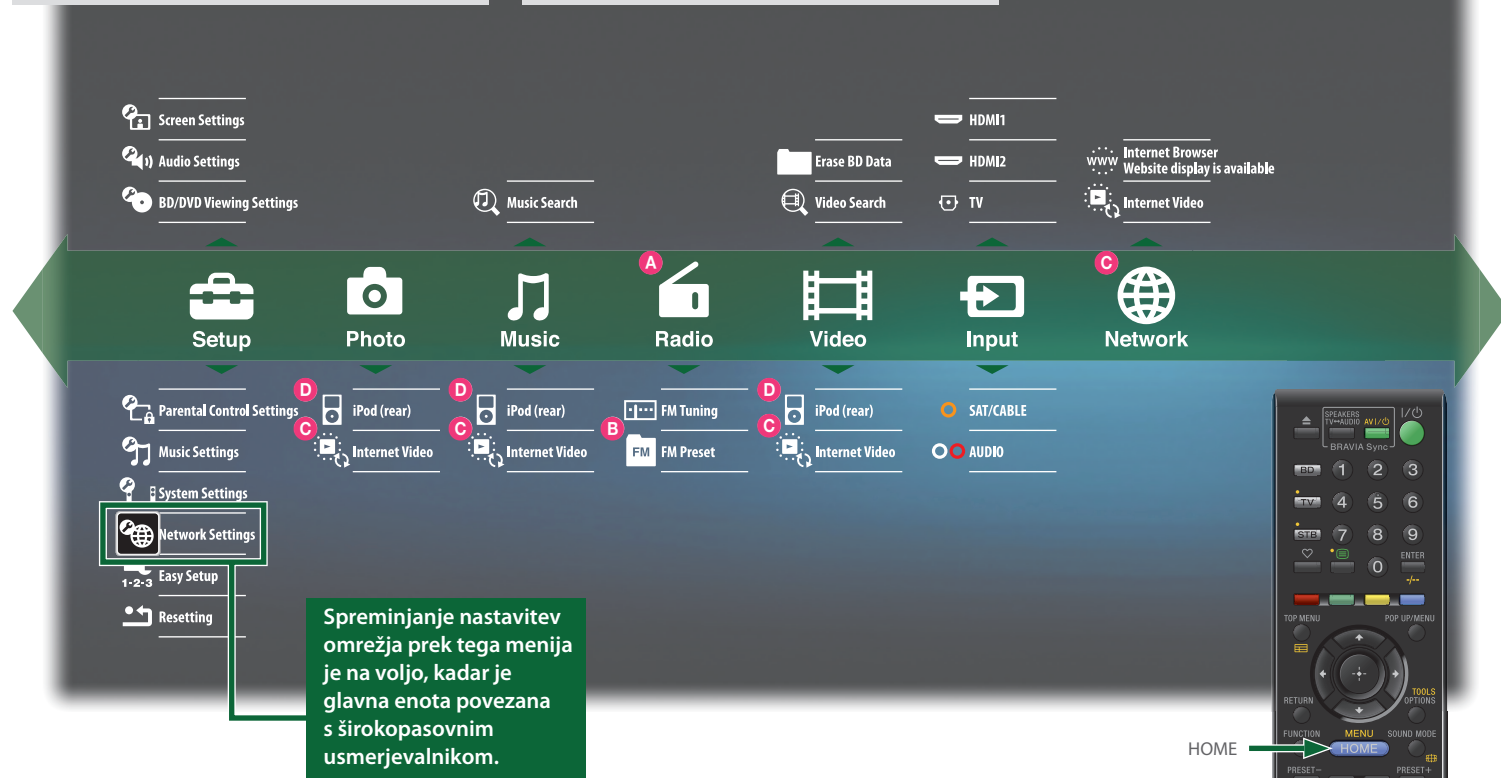 Screen Settings
Audio Settings
BD/DVD Viewing Settings
Music Search
Erase BD Data
Video Search
HDMI1
HDMI2
TV
www
Internet Browser
Website display is available
Internet Video
A
C
Setup
Photo
Music
Radio
Video
Input
Network
Parental Control Settings
Music Settings
System Settings
Network Settings
1-2-3
Easy Setup
Resetting
D
iPod (rear)
C
Internet Video
D
iPod (rear)
C
Internet Video
FM Tuning
B
FM
FM Preset
D
iPod (rear)
C
Internet Video
SAT/CABLE
AUDIO
Spreminjanje nastavitev
omrežja prek tega menija
je na voljo, kadar je
glavna enota povezana
s širokopasovnim
usmerjevalnikom.
SPEAKERS
TV↔AUDIO AV I/⏻
I/⏻
BRAVIA Sync
BD 1 2 3
TV 4 5 6
STB 7 8 9
0
ENTER
-/--
TOP MENU
POP UP/MENU
TOOLS
RETURN
OPTIONS
FUNCTION
MENU
SOUND MODE
HOME
HOME
PRESET–
PRESET+